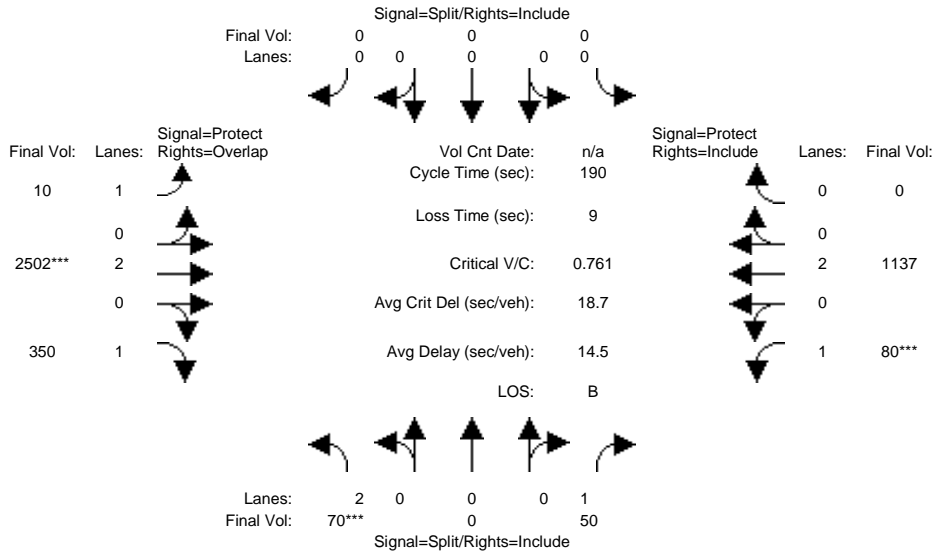 Signal=Split/Rights=Include
Final Vol: 0 0 0
Lanes: 0 0 0 0 0
Signal=Protect Signal=Protect
Final Vol: Lanes: Rights=Overlap Vol Cnt Date: n/a Rights=Include Lanes: Final Vol:
Cycle Time (sec): 190
10 1 0 0
Loss Time (sec): 9
0 0
2502*** 2 Critical V/C: 0.761 2 1137
0 Avg Crit Del (sec/veh): 18.7 0
350 1 Avg Delay (sec/veh): 14.5 1 80***
LOS: B
Lanes: 2 0 0 0 1
Final Vol: 70*** 0 50
Signal=Split/Rights=Include